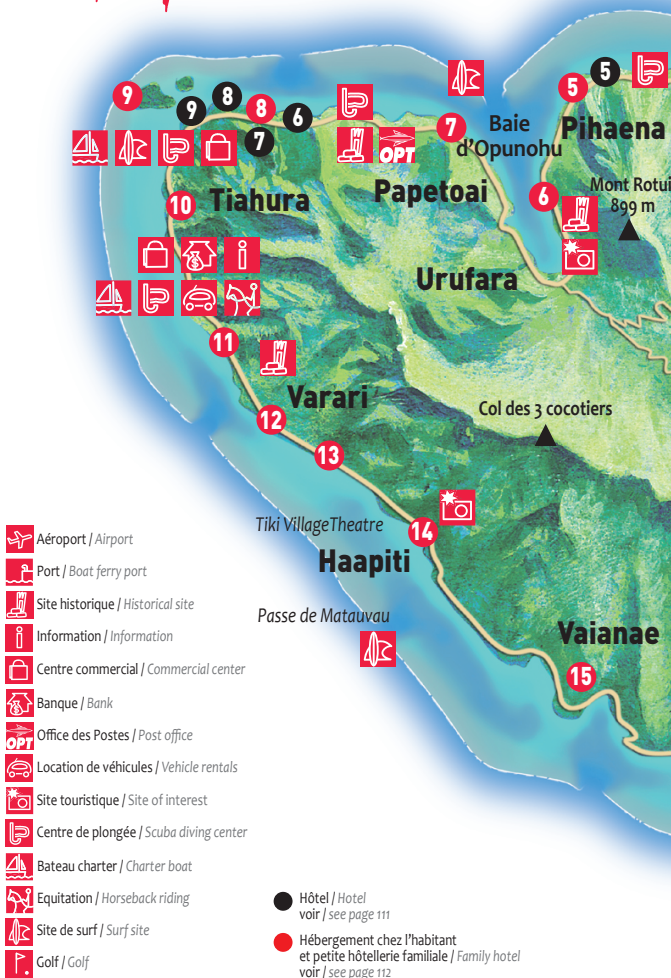 9
8
8
9
6
7
5
5
7
Baie
d'Opunohu
Pihaena
OPT
10
Tiahura
Papetoai
6
Mont Rotui
899 m
Urufara
11
Varari
12
Col des 3 cocotiers
13
Tiki VillageTheatre
14
Haapiti
Passe de Matauvau
Vaianae
15
Aéroport / Airport
Port / Boat ferry port
Site historique / Historical site
Information / Information
Centre commercial / Commercial center
Banque / Bank
OPT Office des Postes / Post office
Location de véhicules / Vehicle rentals
Site touristique / Site of interest
Centre de plongée / Scuba diving center
Bateau charter / Charter boat
Equitation / Horseback riding
Site de surf / Surf site
Golf / Golf
Hôtel / Hotel
voir / see page 111
Hébergement chez l'habitant
et petite hôtellerie familiale / Family hotel
voir / see page 112